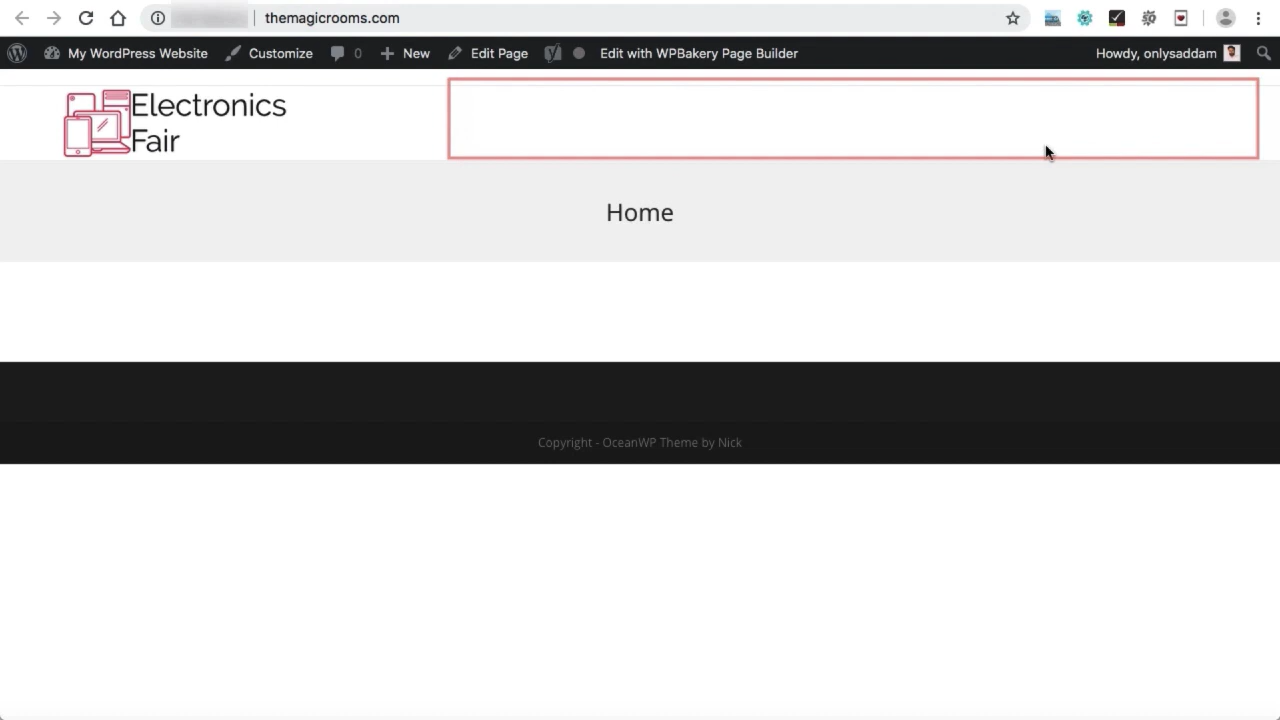 themagicrooms.com
My WordPress Website Customize 0 New Edit Page Edit with WPBakery Page Builder Howdy, onlysaddam
Electronics
Fair
Home
Copyright - OceanWP Theme by Nick